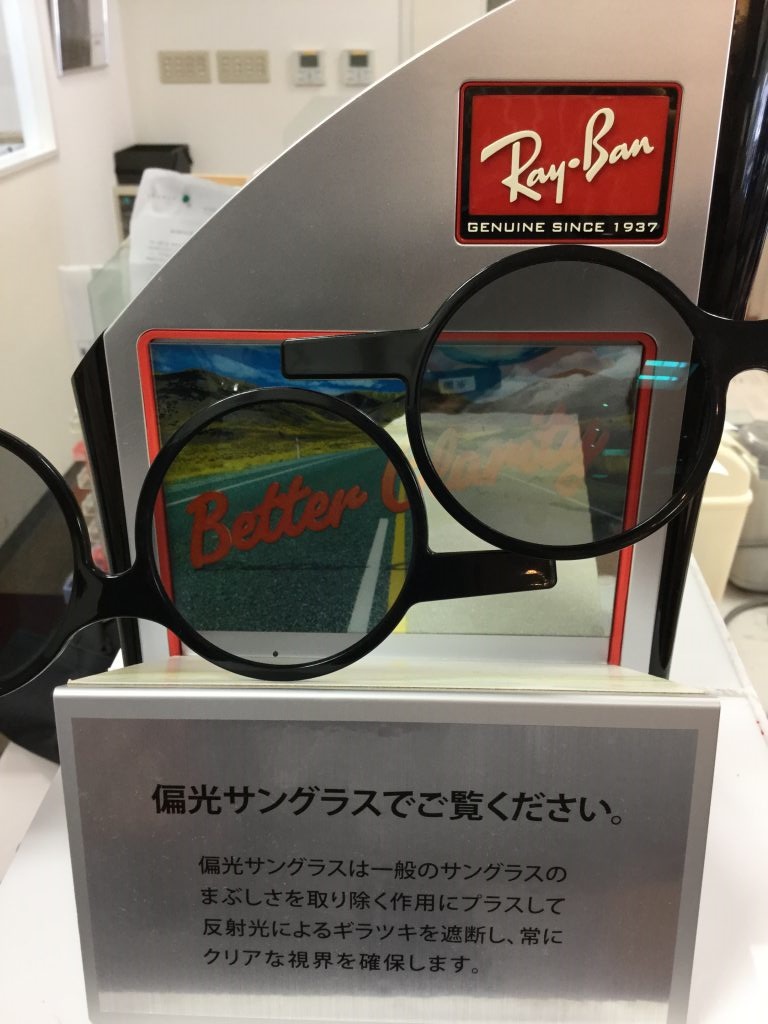 Ray-Ban
GENUINE SINCE 1937
Better Clarity
偏光サングラスでご覧ください。
偏光サングラスは一般のサングラスの
まぶしさを取り除く作用にプラスして
反射光によるギラツキを遮断し、常に
クリアな視界を確保します。